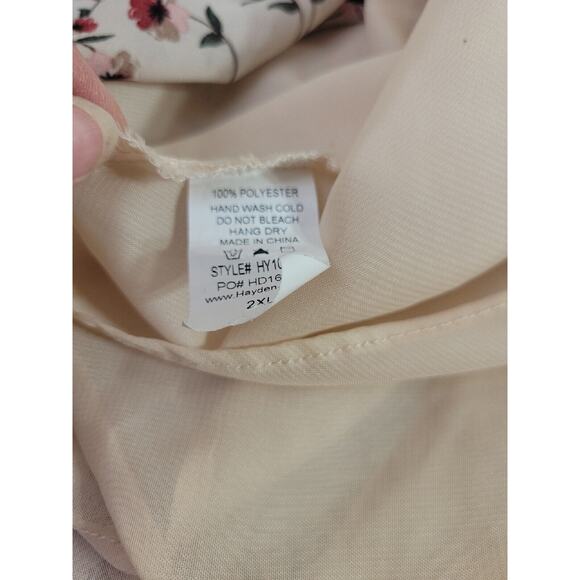 100% POLYESTER
HAND WASH COLD
DO NOT BLEACH
HANG DRY
MADE IN CHINA
STYLE# HY10
PO# HD16
www.Hayden
2XL